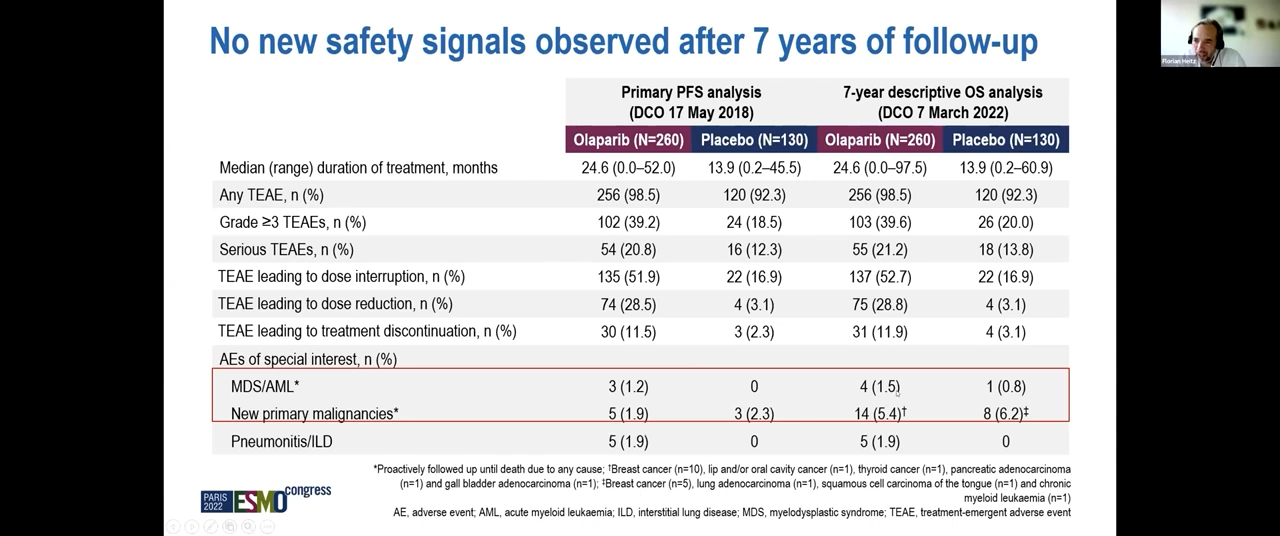 No new safety signals observed after 7 years of follow-up
Florian Heitz
Primary PFS analysis 7-year descriptive OS analysis
(DCO 17 May 2018) (DCO 7 March 2022)
Olaparib (N=260) Placebo (N=130) Olaparib (N=260) Placebo (N=130)
Median (range) duration of treatment, months 24.6 (0.0–52.0) 13.9 (0.2–45.5) 24.6 (0.0–97.5) 13.9 (0.2–60.9)
Any TEAE, n (%) 256 (98.5) 120 (92.3) 256 (98.5) 120 (92.3)
Grade ≥3 TEAEs, n (%) 102 (39.2) 24 (18.5) 103 (39.6) 26 (20.0)
Serious TEAEs, n (%) 54 (20.8) 16 (12.3) 55 (21.2) 18 (13.8)
TEAE leading to dose interruption, n (%) 135 (51.9) 22 (16.9) 137 (52.7) 22 (16.9)
TEAE leading to dose reduction, n (%) 74 (28.5) 4 (3.1) 75 (28.8) 4 (3.1)
TEAE leading to treatment discontinuation, n (%) 30 (11.5) 3 (2.3) 31 (11.9) 4 (3.1)
AEs of special interest, n (%)
MDS/AML* 3 (1.2) 0 4 (1.5) 1 (0.8)
New primary malignancies* 5 (1.9) 3 (2.3) 14 (5.4)† 8 (6.2)‡
Pneumonitis/ILD 5 (1.9) 0 5 (1.9) 0
*Proactively followed up until death due to any cause; †Breast cancer (n=10), lip and/or oral cavity cancer (n=1), thyroid cancer (n=1), pancreatic adenocarcinoma
(n=1) and gall bladder adenocarcinoma (n=1); ‡Breast cancer (n=5), lung adenocarcinoma (n=1), squamous cell carcinoma of the tongue (n=1) and chronic
myeloid leukaemia (n=1)
AE, adverse event; AML, acute myeloid leukaemia; ILD, interstitial lung disease; MDS, myelodysplastic syndrome; TEAE, treatment-emergent adverse event
PARIS
2022
ESMO congress